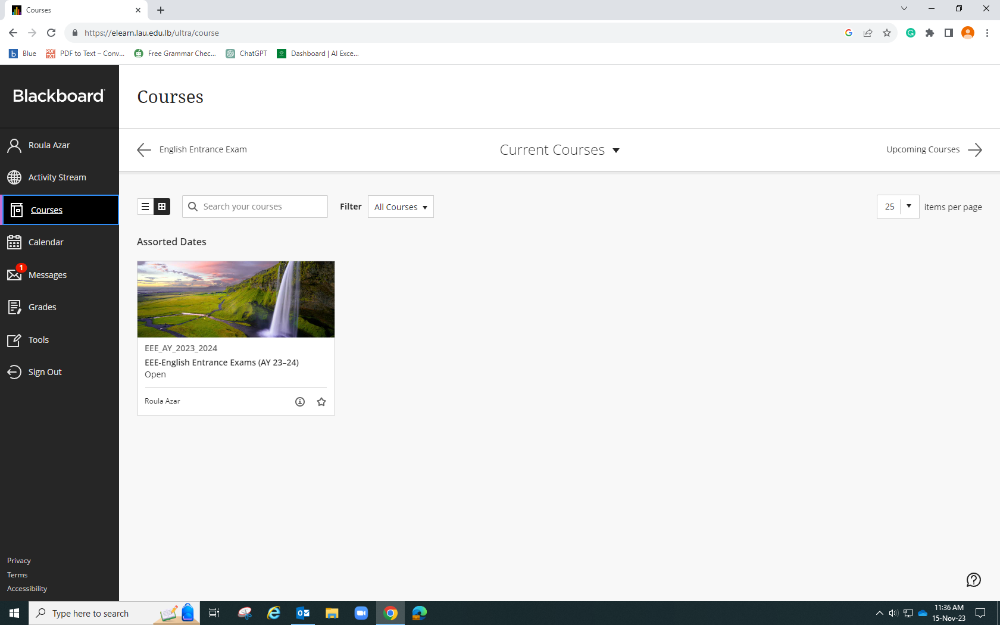 Courses
https://elearn.lau.edu.lb/ultra/course
Blue
PDF to Text – Conv...
Free Grammar Chec...
ChatGPT
Dashboard | AI Exce...
Blackboard
Courses
Roula Azar
English Entrance Exam
Current Courses
Upcoming Courses
Activity Stream
Courses
Search your courses
Filter
All Courses
25
items per page
Calendar
Assorted Dates
1
Messages
Grades
Tools
EEE_AY_2023_2024
EEE-English Entrance Exams (AY 23–24)
Open
Sign Out
Roula Azar
Privacy
Terms
Accessibility
Type here to search
11:36 AM
15-Nov-23